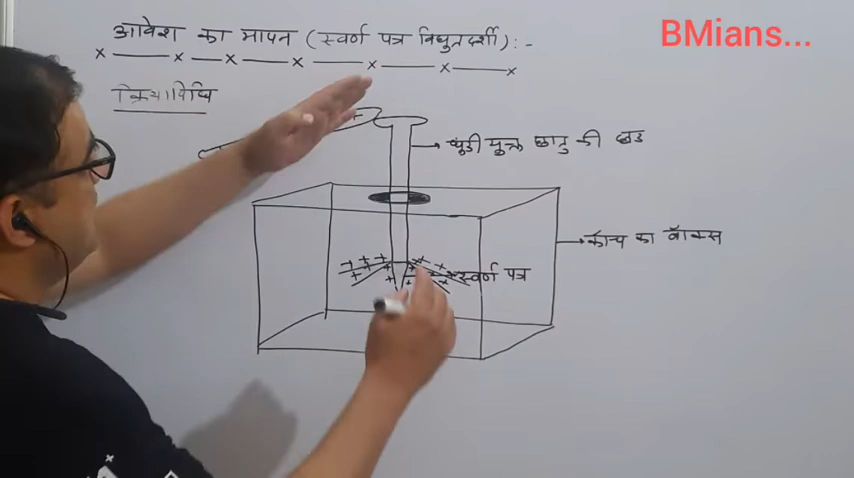 BMians...
आवेश का मापन (स्वर्ण पत्र विधुतदर्शी) :-
क्रियाविधि
घुंडी युक्त धातु की छड
काँच का बॉक्स
स्वर्ण पत्र